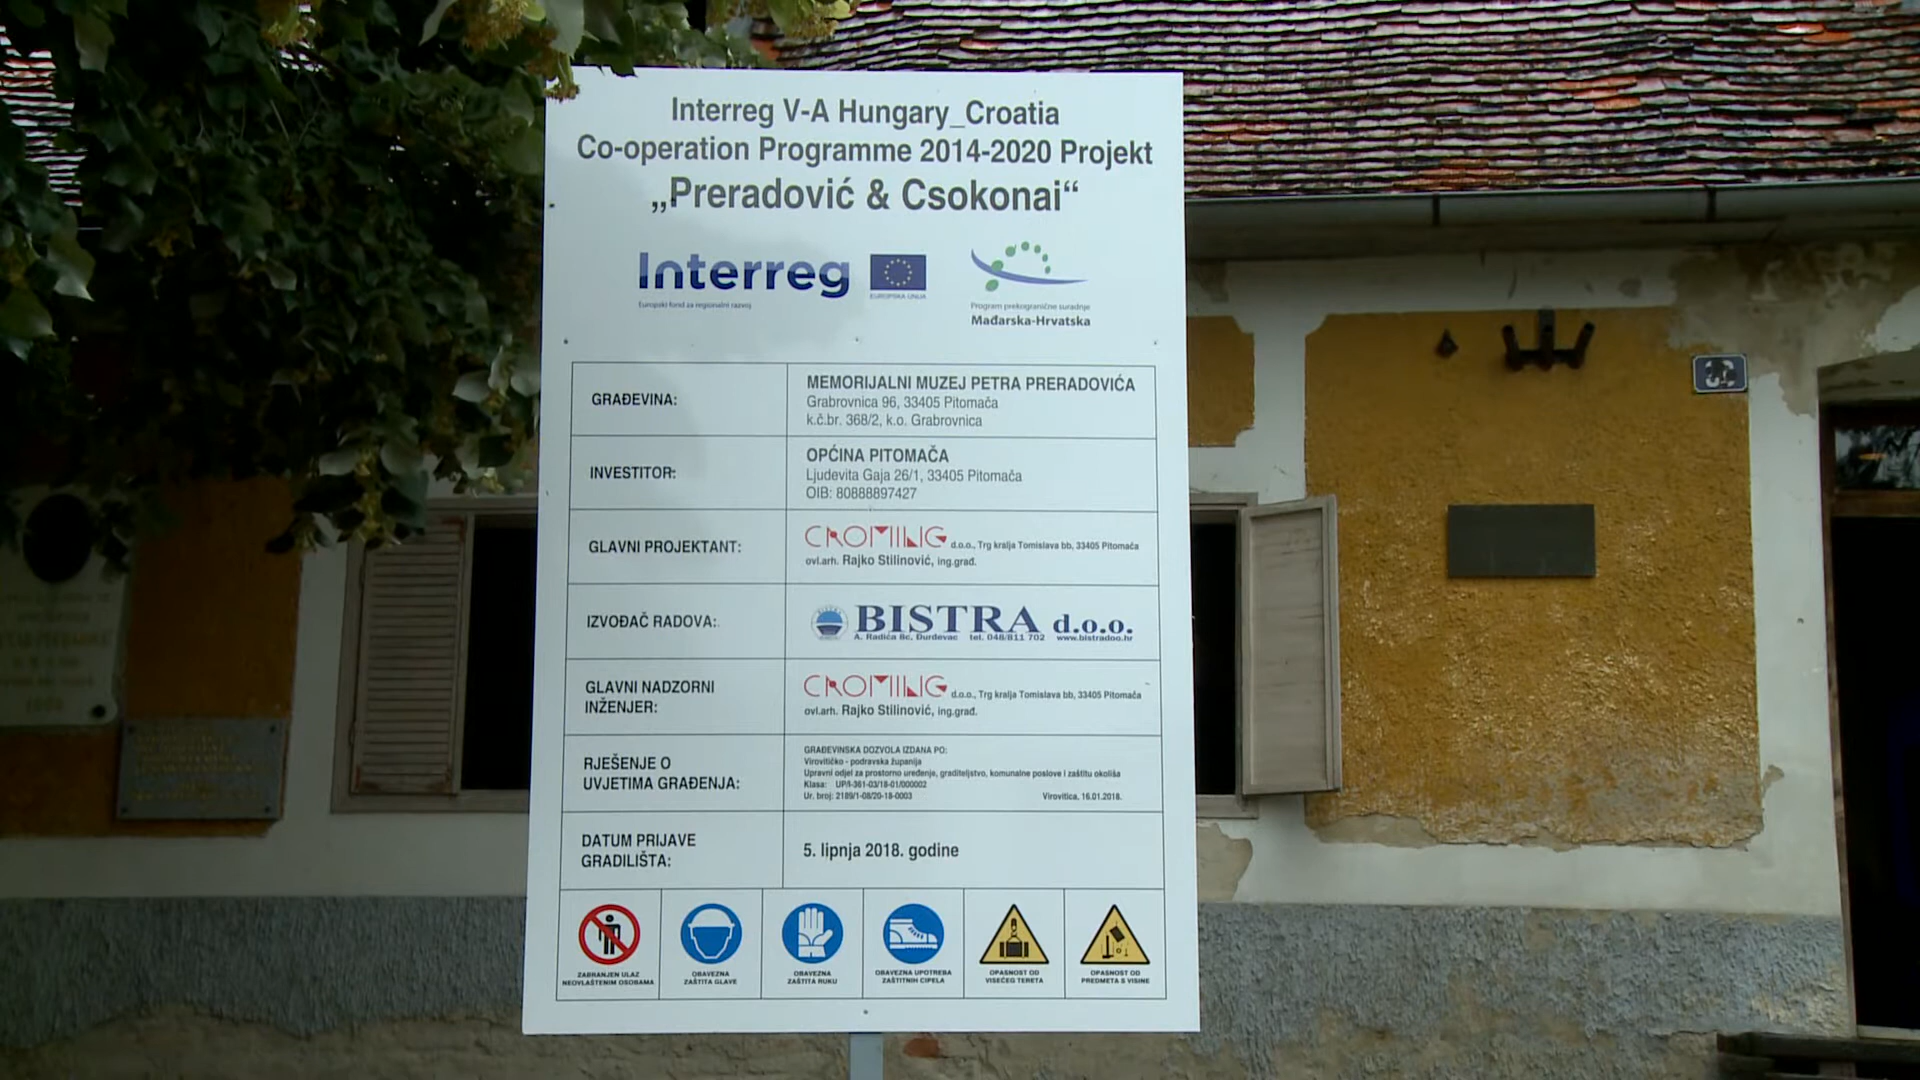 Interreg V-A Hungary_Croatia
Co-operation Programme 2014-2020 Projekt
„Preradović & Csokonai“
Interreg
Europski fond za regionalni razvoj
EUROPSKA UNIJA
Program prekogranične suradnje
Mađarska-Hrvatska
GRAĐEVINA:
MEMORIJALNI MUZEJ PETRA PRERADOVIĆA
Grabrovnica 96, 33405 Pitomača
k.č.br. 368/2, k.o. Grabrovnica
INVESTITOR:
OPĆINA PITOMAČA
Ljudevita Gaja 26/1, 33405 Pitomača
OIB: 80888897427
GLAVNI PROJEKTANT:
CROMING d.o.o., Trg kralja Tomislava bb, 33405 Pitomača
ovl.arh. Rajko Stilinović, ing.građ.
IZVOĐAČ RADOVA:
BISTRA d.o.o.
A. Radića 8c, Đurđevac tel. 048/811 702 www.bistradoo.hr
GLAVNI NADZORNI
INŽENJER:
CROMING d.o.o., Trg kralja Tomislava bb, 33405 Pitomača
ovl.arh. Rajko Stilinović, ing.građ.
RJEŠENJE O
UVJETIMA GRAĐENJA:
GRAĐEVINSKA DOZVOLA IZDANA PO:
Virovitičko - podravska županija
Upravni odjel za prostorno uređenje, graditeljstvo, komunalne poslove i zaštitu okoliša
Klasa: UP/I-361-03/18-01/000002
Ur. broj: 2189/1-08/20-18-0003 Virovitica, 16.01.2018.
DATUM PRIJAVE
GRADILIŠTA:
5. lipnja 2018. godine
ZABRANJEN ULAZ
NEOVLAŠTENIM OSOBAMA
OBAVEZNA
ZAŠTITA GLAVE
OBAVEZNA
ZAŠTITA RUKU
OBAVEZNA UPOTREBA
ZAŠTITNIH CIPELA
OPASNOST OD
VISEĆEG TERETA
OPASNOST OD
PREDMETA S VISINE